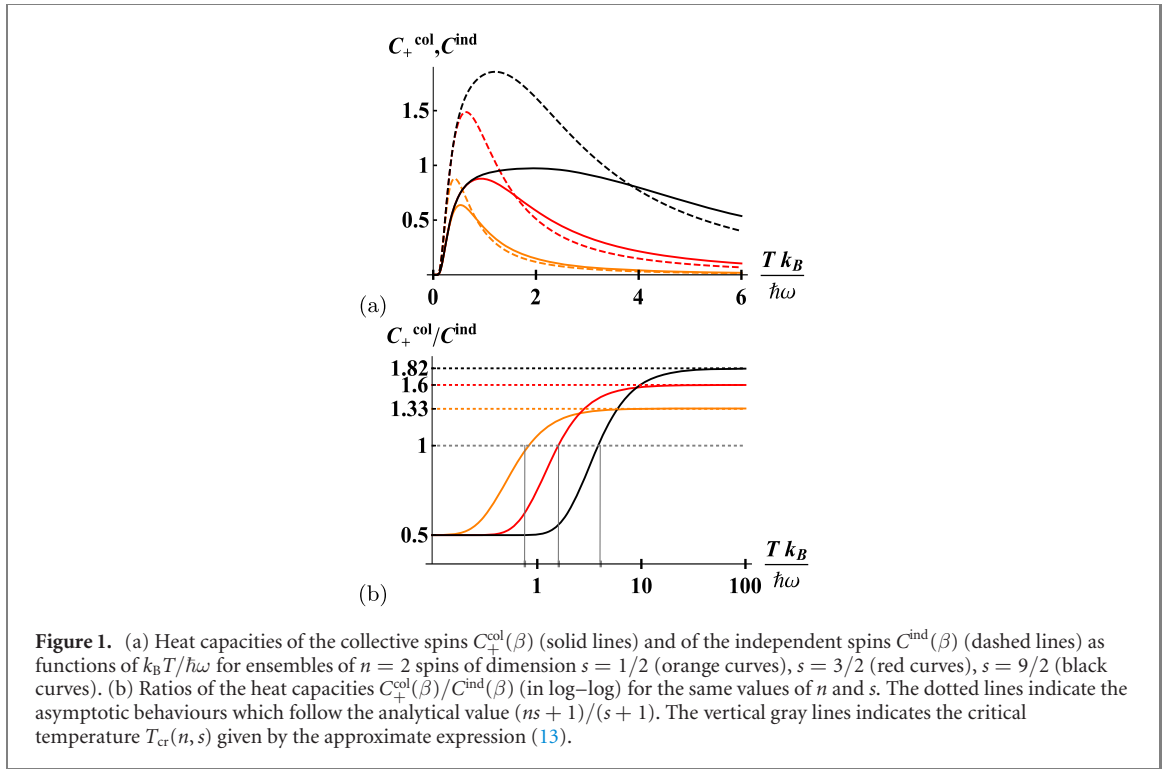 C₊ᶜᵒˡ,Cⁱⁿᵈ
1.5
1
0.5
0 2 4 6
T k_B
ħω
(a)
C₊ᶜᵒˡ/Cⁱⁿᵈ
1.82
1.6
1.33
1
0.5
1 10 100
T k_B
ħω
(b)
Figure 1. (a) Heat capacities of the collective spins C₊ᶜᵒˡ(β) (solid lines) and of the independent spins Cⁱⁿᵈ(β) (dashed lines) as
functions of k_BT/ħω for ensembles of n = 2 spins of dimension s = 1/2 (orange curves), s = 3/2 (red curves), s = 9/2 (black
curves). (b) Ratios of the heat capacities C₊ᶜᵒˡ(β)/Cⁱⁿᵈ(β) (in log–log) for the same values of n and s. The dotted lines indicate the
asymptotic behaviours which follow the analytical value (ns + 1)/(s + 1). The vertical gray lines indicates the critical
temperature T_cr(n, s) given by the approximate expression (13).